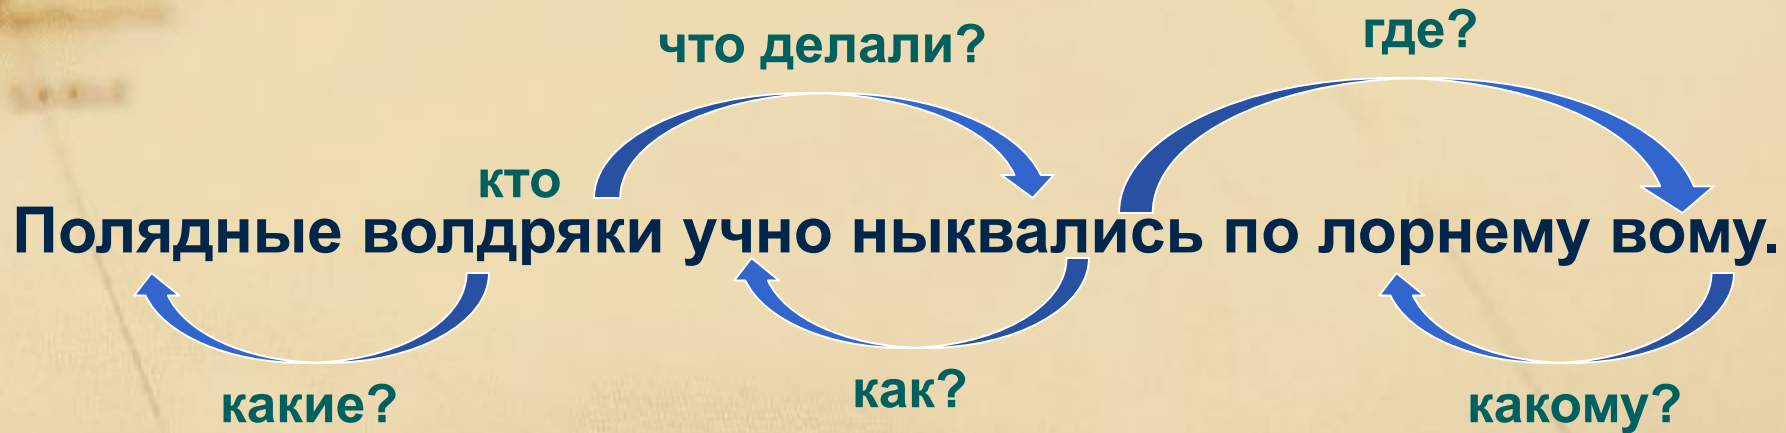 что делали?
где?
кто
Полядные волдряки учно ныквались по лорнему вому.
какие?
как?
какому?